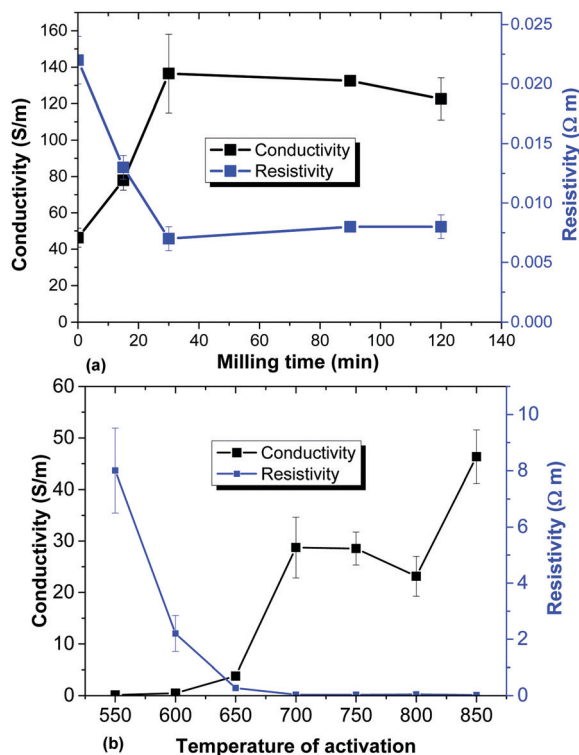 160
140
120
100
80
60
40
20
0
Conductivity (S/m)
Conductivity
Resistivity
0.025
0.020
0.015
0.010
0.005
0.000
Resistivity (Ω m)
0 20 40 60 80 100 120 140
(a) Milling time (min)
60
50
40
30
20
10
0
Conductivity (S/m)
Conductivity
Resistivity
10
8
6
4
2
0
Resistivity (Ω m)
550 600 650 700 750 800 850
(b) Temperature of activation